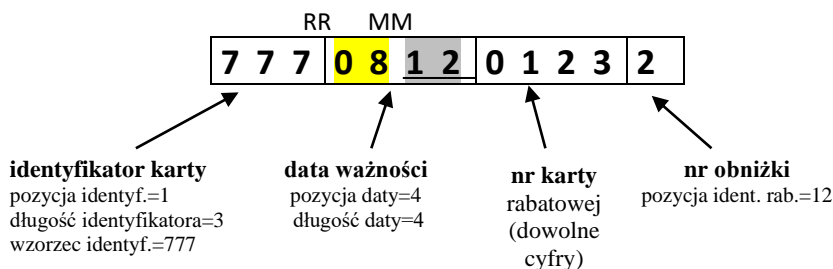 RR MM
7 7 7 0 8 1 2 0 1 2 3 2
identyfikator karty
pozycja identyf.=1
długość identyfikatora=3
wzorzec identyf.=777
data ważności
pozycja daty=4
długość daty=4
nr karty
rabatowej
(dowolne
cyfry)
nr obniżki
pozycja ident. rab.=12